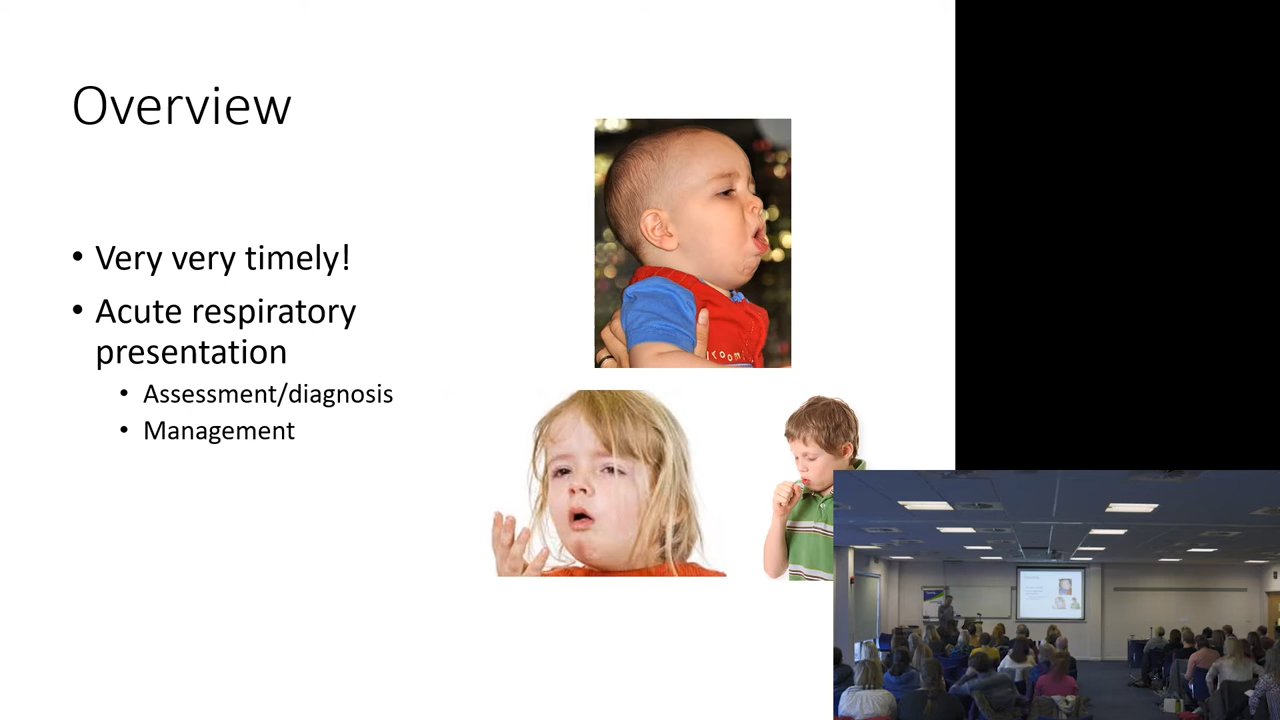 Overview
• Very very timely!
• Acute respiratory
presentation
• Assessment/diagnosis
• Management